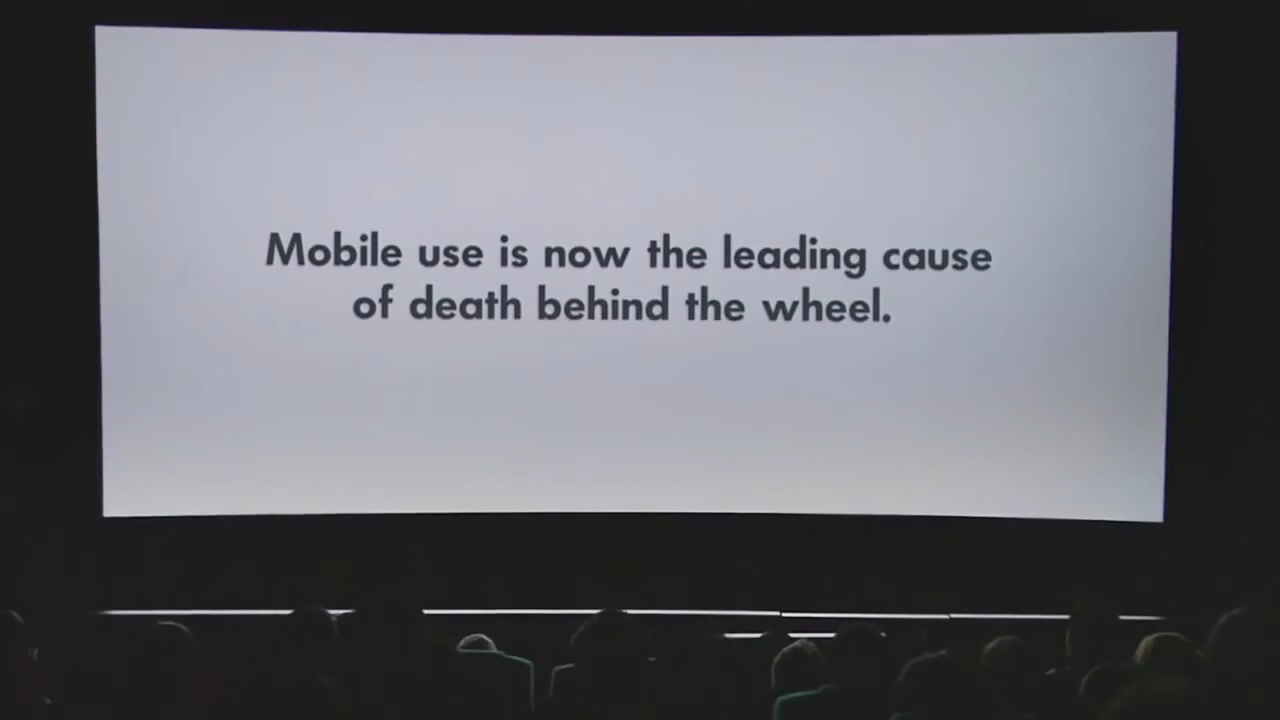 Mobile use is now the leading cause
of death behind the wheel.